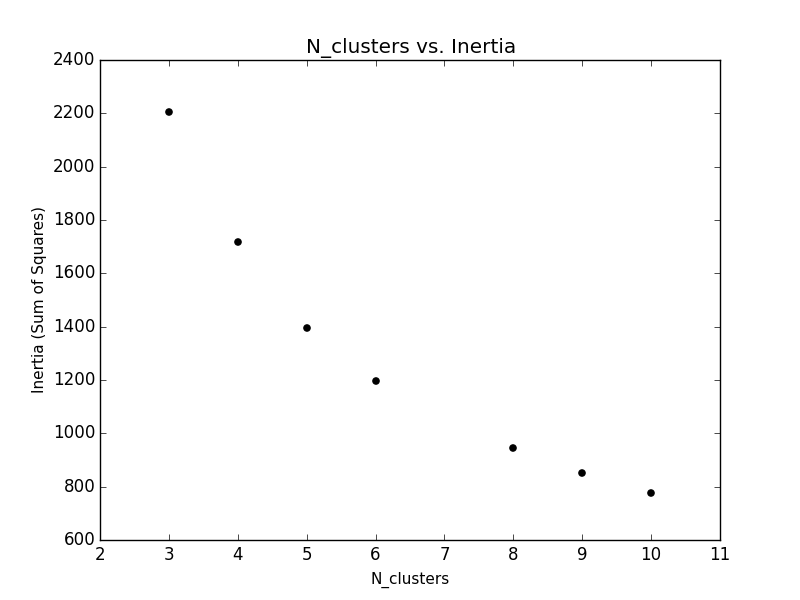 N_clusters vs. Inertia
2400
2200
2000
1800
1600
1400
1200
1000
800
600
Inertia (Sum of Squares)
2 3 4 5 6 7 8 9 10 11
N_clusters